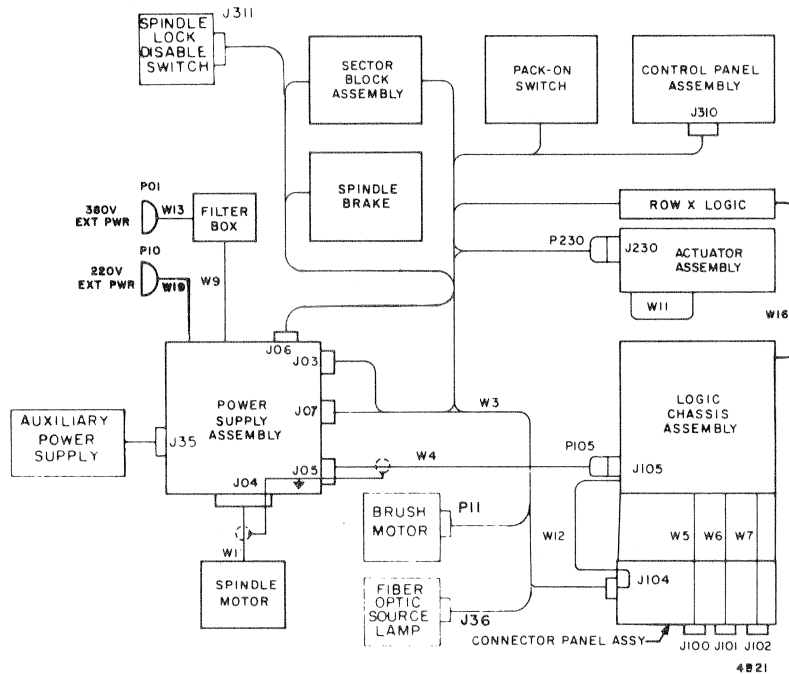 J311
SPINDLE
LOCK
DISABLE
SWITCH
SECTOR
BLOCK
ASSEMBLY
PACK-ON
SWITCH
CONTROL PANEL
ASSEMBLY
J310
SPINDLE
BRAKE
P01
380V
EXT PWR
W13
FILTER
BOX
ROW X LOGIC
P10
220V
EXT PWR
W19
W9
P230
J230
ACTUATOR
ASSEMBLY
W11
W16
J06
J03
POWER
SUPPLY
ASSEMBLY
J07
J35
J05
J04
AUXILIARY
POWER
SUPPLY
W3
W4
LOGIC
CHASSIS
ASSEMBLY
P105
J105
BRUSH
MOTOR
P11
W12
W5
W6
W7
W1
SPINDLE
MOTOR
FIBER
OPTIC
SOURCE
LAMP
J36
J104
CONNECTOR PANEL ASSY
J100
J101
J102
4821